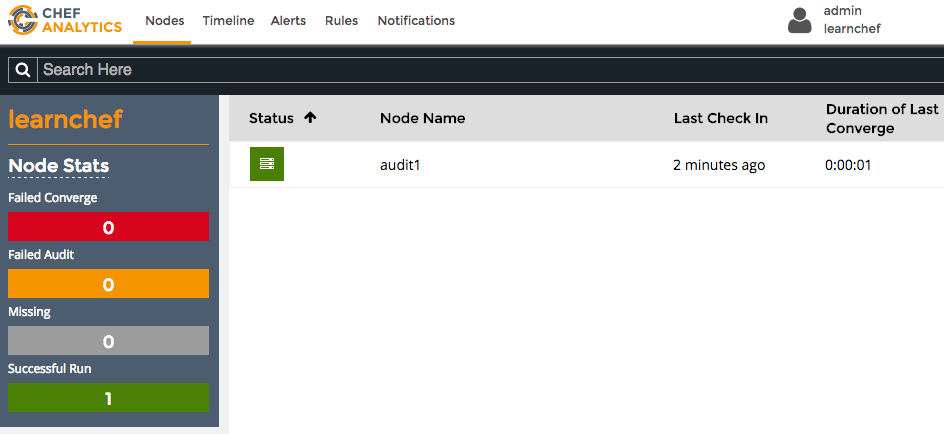 CHEF
ANALYTICS
Nodes Timeline Alerts Rules Notifications
admin
learnchef
Search Here
learnchef
Node Stats
Failed Converge
0
Failed Audit
0
Missing
0
Successful Run
1
Status Node Name Last Check In Duration of Last
Converge
audit1 2 minutes ago 0:00:01